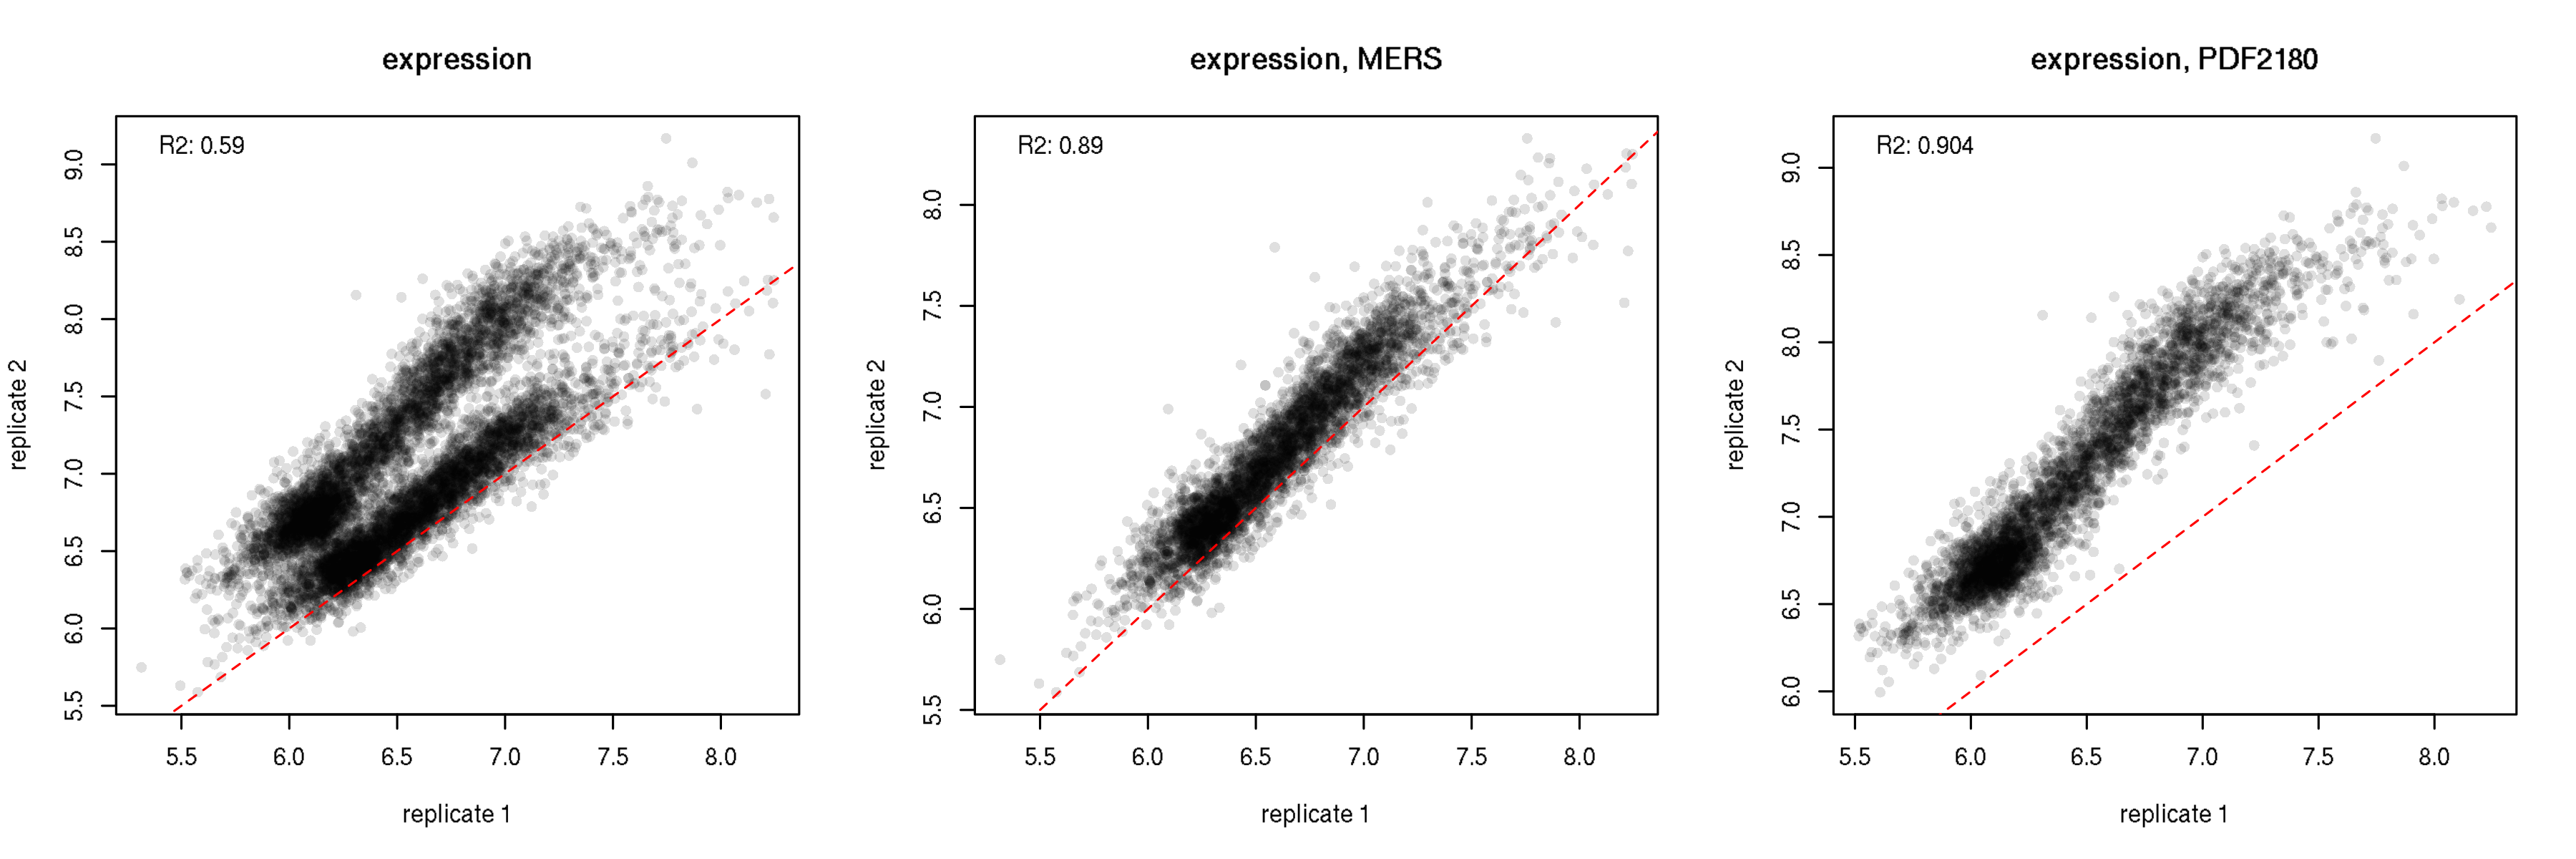 expression
R2: 0.59
9.0
8.5
8.0
7.5
7.0
6.5
6.0
5.5
replicate 2
5.5 6.0 6.5 7.0 7.5 8.0
replicate 1
expression, MERS
R2: 0.89
8.0
7.5
7.0
6.5
6.0
5.5
replicate 2
5.5 6.0 6.5 7.0 7.5 8.0
replicate 1
expression, PDF2180
R2: 0.904
9.0
8.5
8.0
7.5
7.0
6.5
6.0
replicate 2
5.5 6.0 6.5 7.0 7.5 8.0
replicate 1